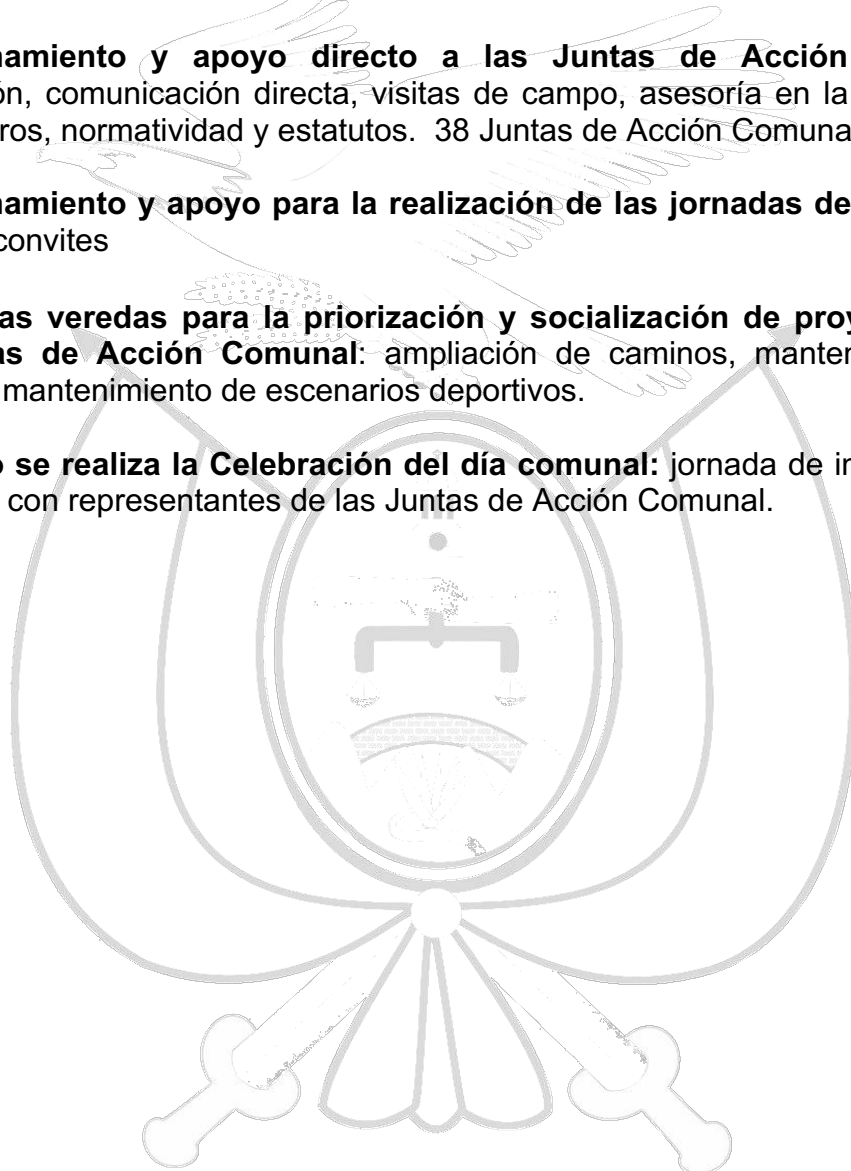 namiento y apoyo directo a las Juntas de Acción
ón, comunicación directa, visitas de campo, asesoría en la
ros, normatividad y estatutos. 38 Juntas de Acción Comuna
namiento y apoyo para la realización de las jornadas de
convites
as veredas para la priorización y socialización de proy
as de Acción Comunal: ampliación de caminos, manten
mantenimiento de escenarios deportivos.
o se realiza la Celebración del día comunal: jornada de in
con representantes de las Juntas de Acción Comunal.